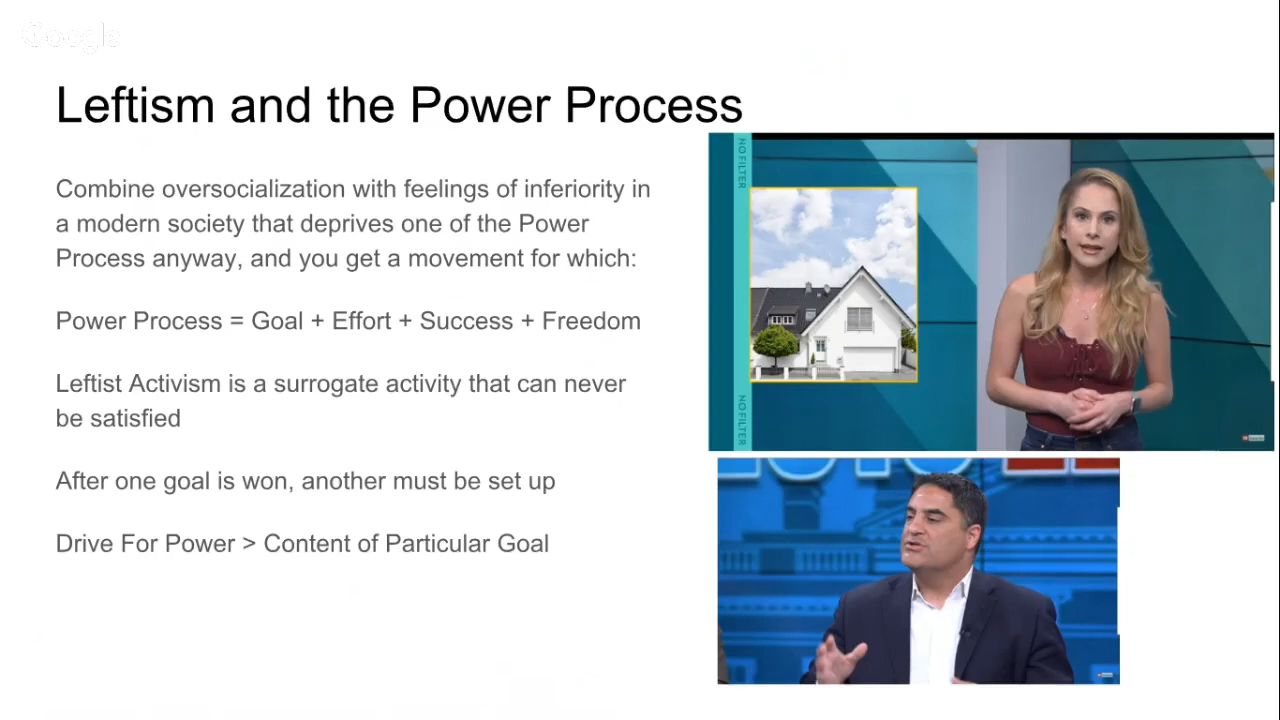 Google
Leftism and the Power Process
Combine oversocialization with feelings of inferiority in
a modern society that deprives one of the Power
Process anyway, and you get a movement for which:
Power Process = Goal + Effort + Success + Freedom
Leftist Activism is a surrogate activity that can never
be satisfied
After one goal is won, another must be set up
Drive For Power > Content of Particular Goal
NO FILTER
NO FILTER